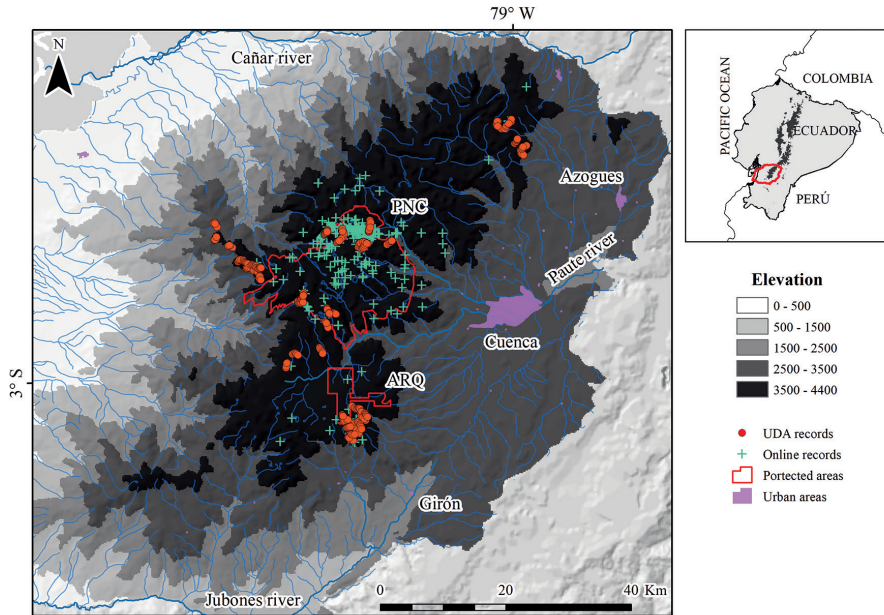 79° W
N
Cañar river
PNC
Azogues
Paute river
Cuenca
3° S
ARQ
Girón
Jubones river
0 20 40 Km
PACIFIC OCEAN
COLOMBIA
ECUADOR
PERÚ
Elevation
0 - 500
500 - 1500
1500 - 2500
2500 - 3500
3500 - 4400
UDA records
Online records
Portected areas
Urban areas